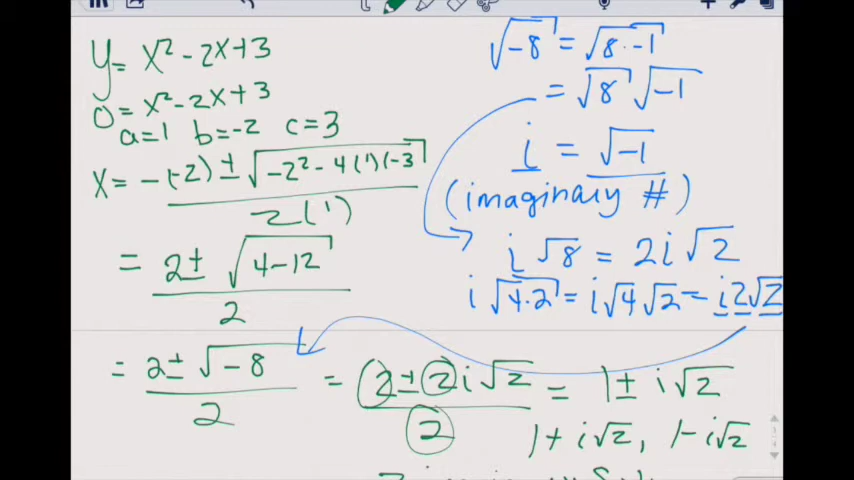 y= x² - 2x + 3
0= x² - 2x + 3
a=1 b=-2 c=3
x= -(-2) ± √-2² - 4(1)(-3
2(1)
= 2 ± √4-12
2
= 2 ± √-8
2
= 2 ± 2i√2
2
= 1 ± i√2
1+i√2, 1-i√2
√-8 = √8·-1
= √8 √-1
i = √-1
(imaginary #)
i√8 = 2i√2
i√4·2 = i√4√2 = i2√2